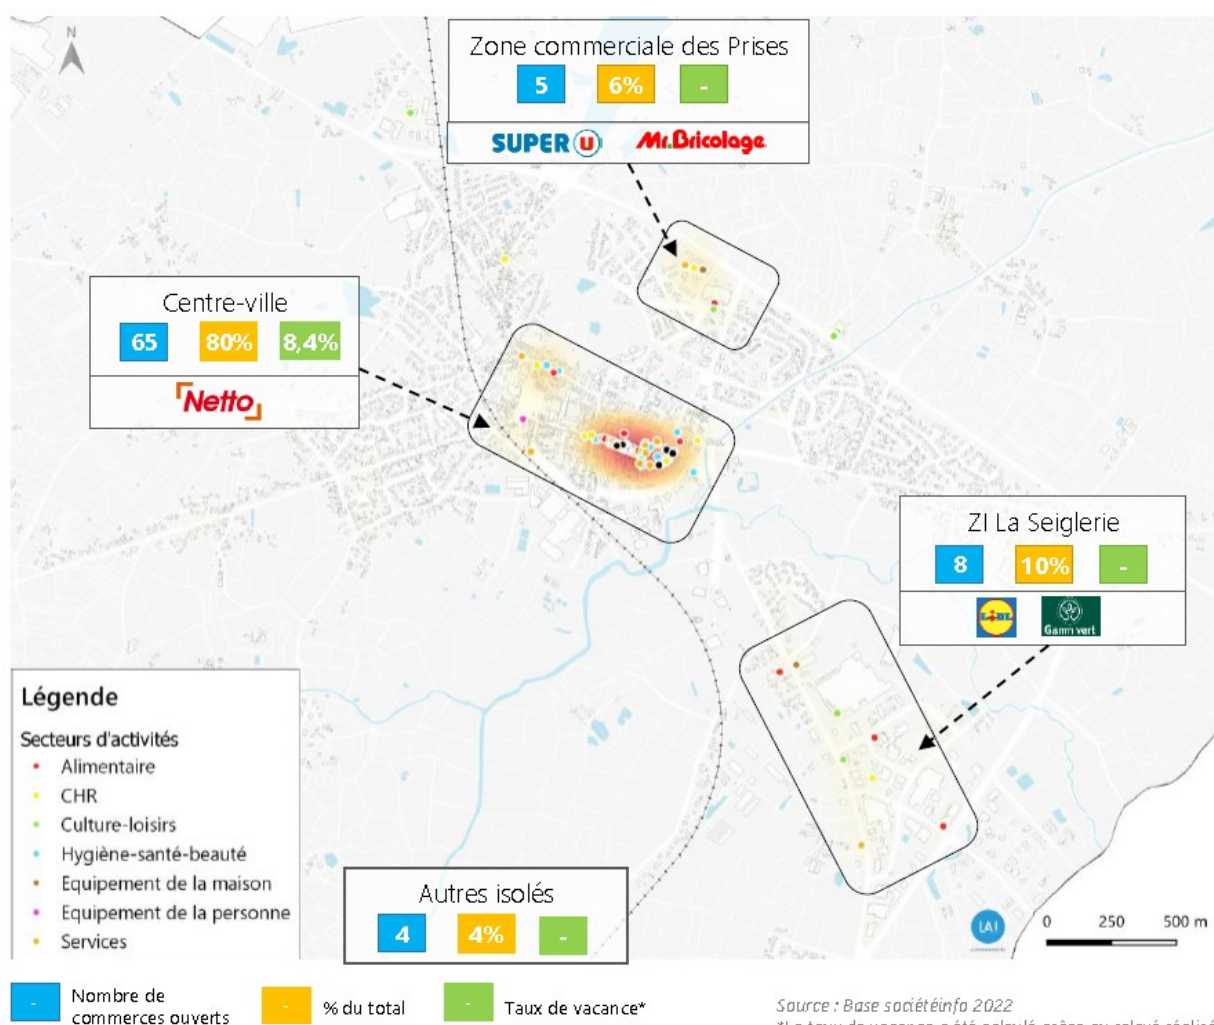 N
Zone commerciale des Prises
5 6% -
SUPER U Mr.Bricolage
Centre-ville
65 80% 8,4%
Netto
ZI La Seiglerie
8 10% -
LIDL Gamm vert
Légende
Secteurs d'activités
Alimentaire
CHR
Culture-loisirs
Hygiène-santé-beauté
Equipement de la maison
Equipement de la personne
Services
Autres isolés
4 4% -
LAI
0 250 500 m
- Nombre de
commerces ouverts
- % du total
- Taux de vacance*
Source : Base sociétéinfo 2022